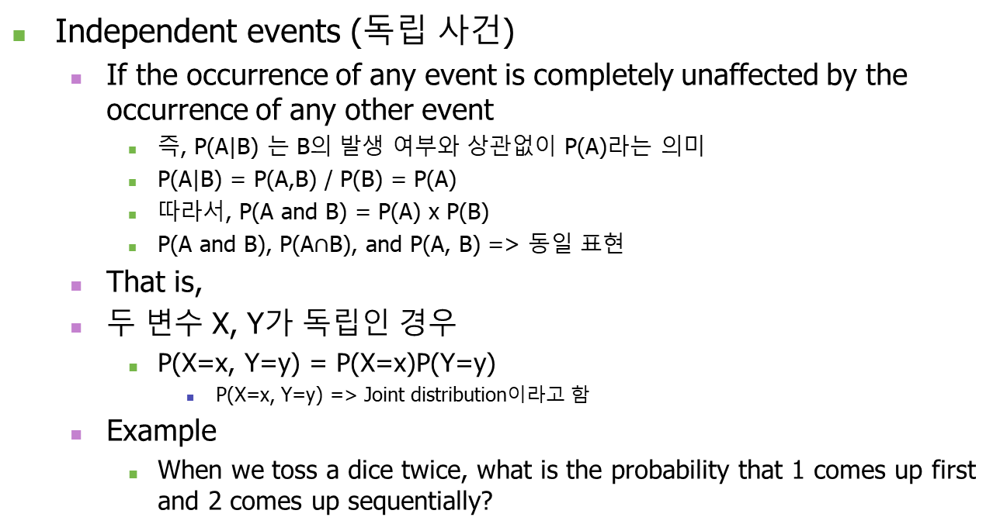 Independent events (독립 사건)
If the occurrence of any event is completely unaffected by the
occurrence of any other event
즉, P(A|B) 는 B의 발생 여부와 상관없이 P(A)라는 의미
P(A|B) = P(A,B) / P(B) = P(A)
따라서, P(A and B) = P(A) x P(B)
P(A and B), P(A∩B), and P(A, B) => 동일 표현
That is,
두 변수 X, Y가 독립인 경우
P(X=x, Y=y) = P(X=x)P(Y=y)
P(X=x, Y=y) => Joint distribution이라고 함
Example
When we toss a dice twice, what is the probability that 1 comes up first
and 2 comes up sequentially?